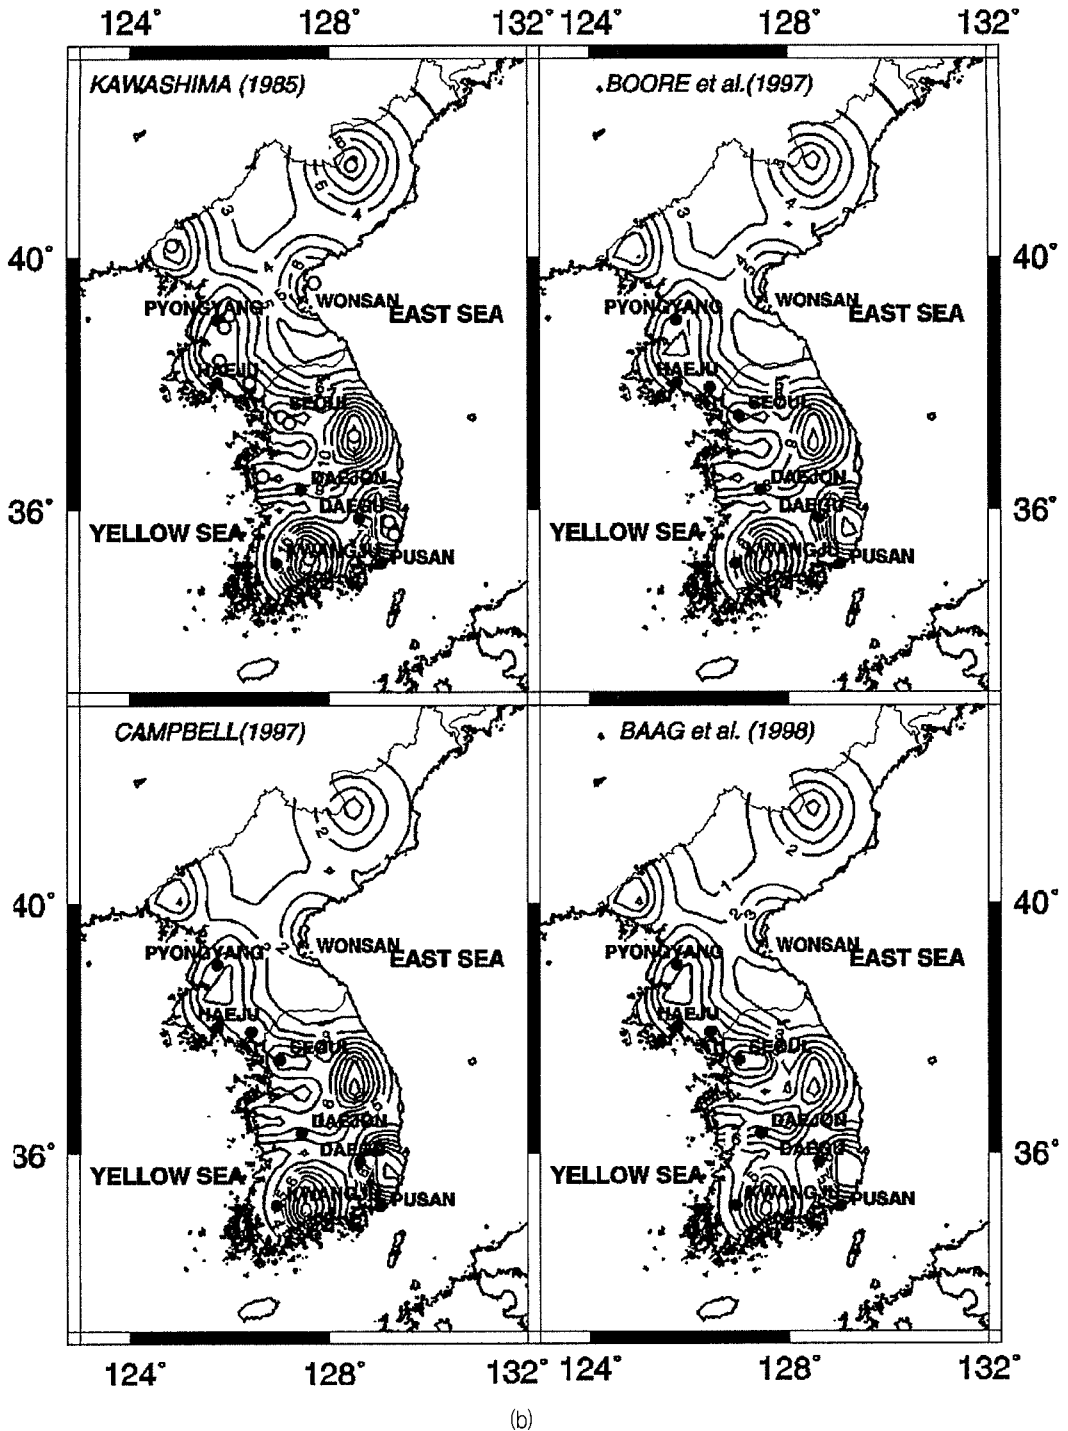 124° 128° 132° 124° 128° 132°
KAWASHIMA (1985)
BOORE et al.(1997)
40°
40°
PYONGYANG
WONSAN
EAST SEA
HAEJU
SEOUL
DAEJON
DAEGU
36°
YELLOW SEA
KWANGJU
PUSAN
PYONGYANG
WONSAN
EAST SEA
HAEJU
SEOUL
DAEJON
DAEGU
YELLOW SEA
36°
KWANGJU
PUSAN
CAMPBELL(1997)
BAAG et al. (1998)
40°
40°
PYONGYANG
WONSAN
EAST SEA
HAEJU
SEOUL
DAEJON
DAEGU
36°
YELLOW SEA
KWANGJU
PUSAN
PYONGYANG
WONSAN
EAST SEA
HAEJU
SEOUL
DAEJON
DAEGU
YELLOW SEA
36°
KWANGJU
PUSAN
124° 128° 132° 124° 128° 132°
(b)